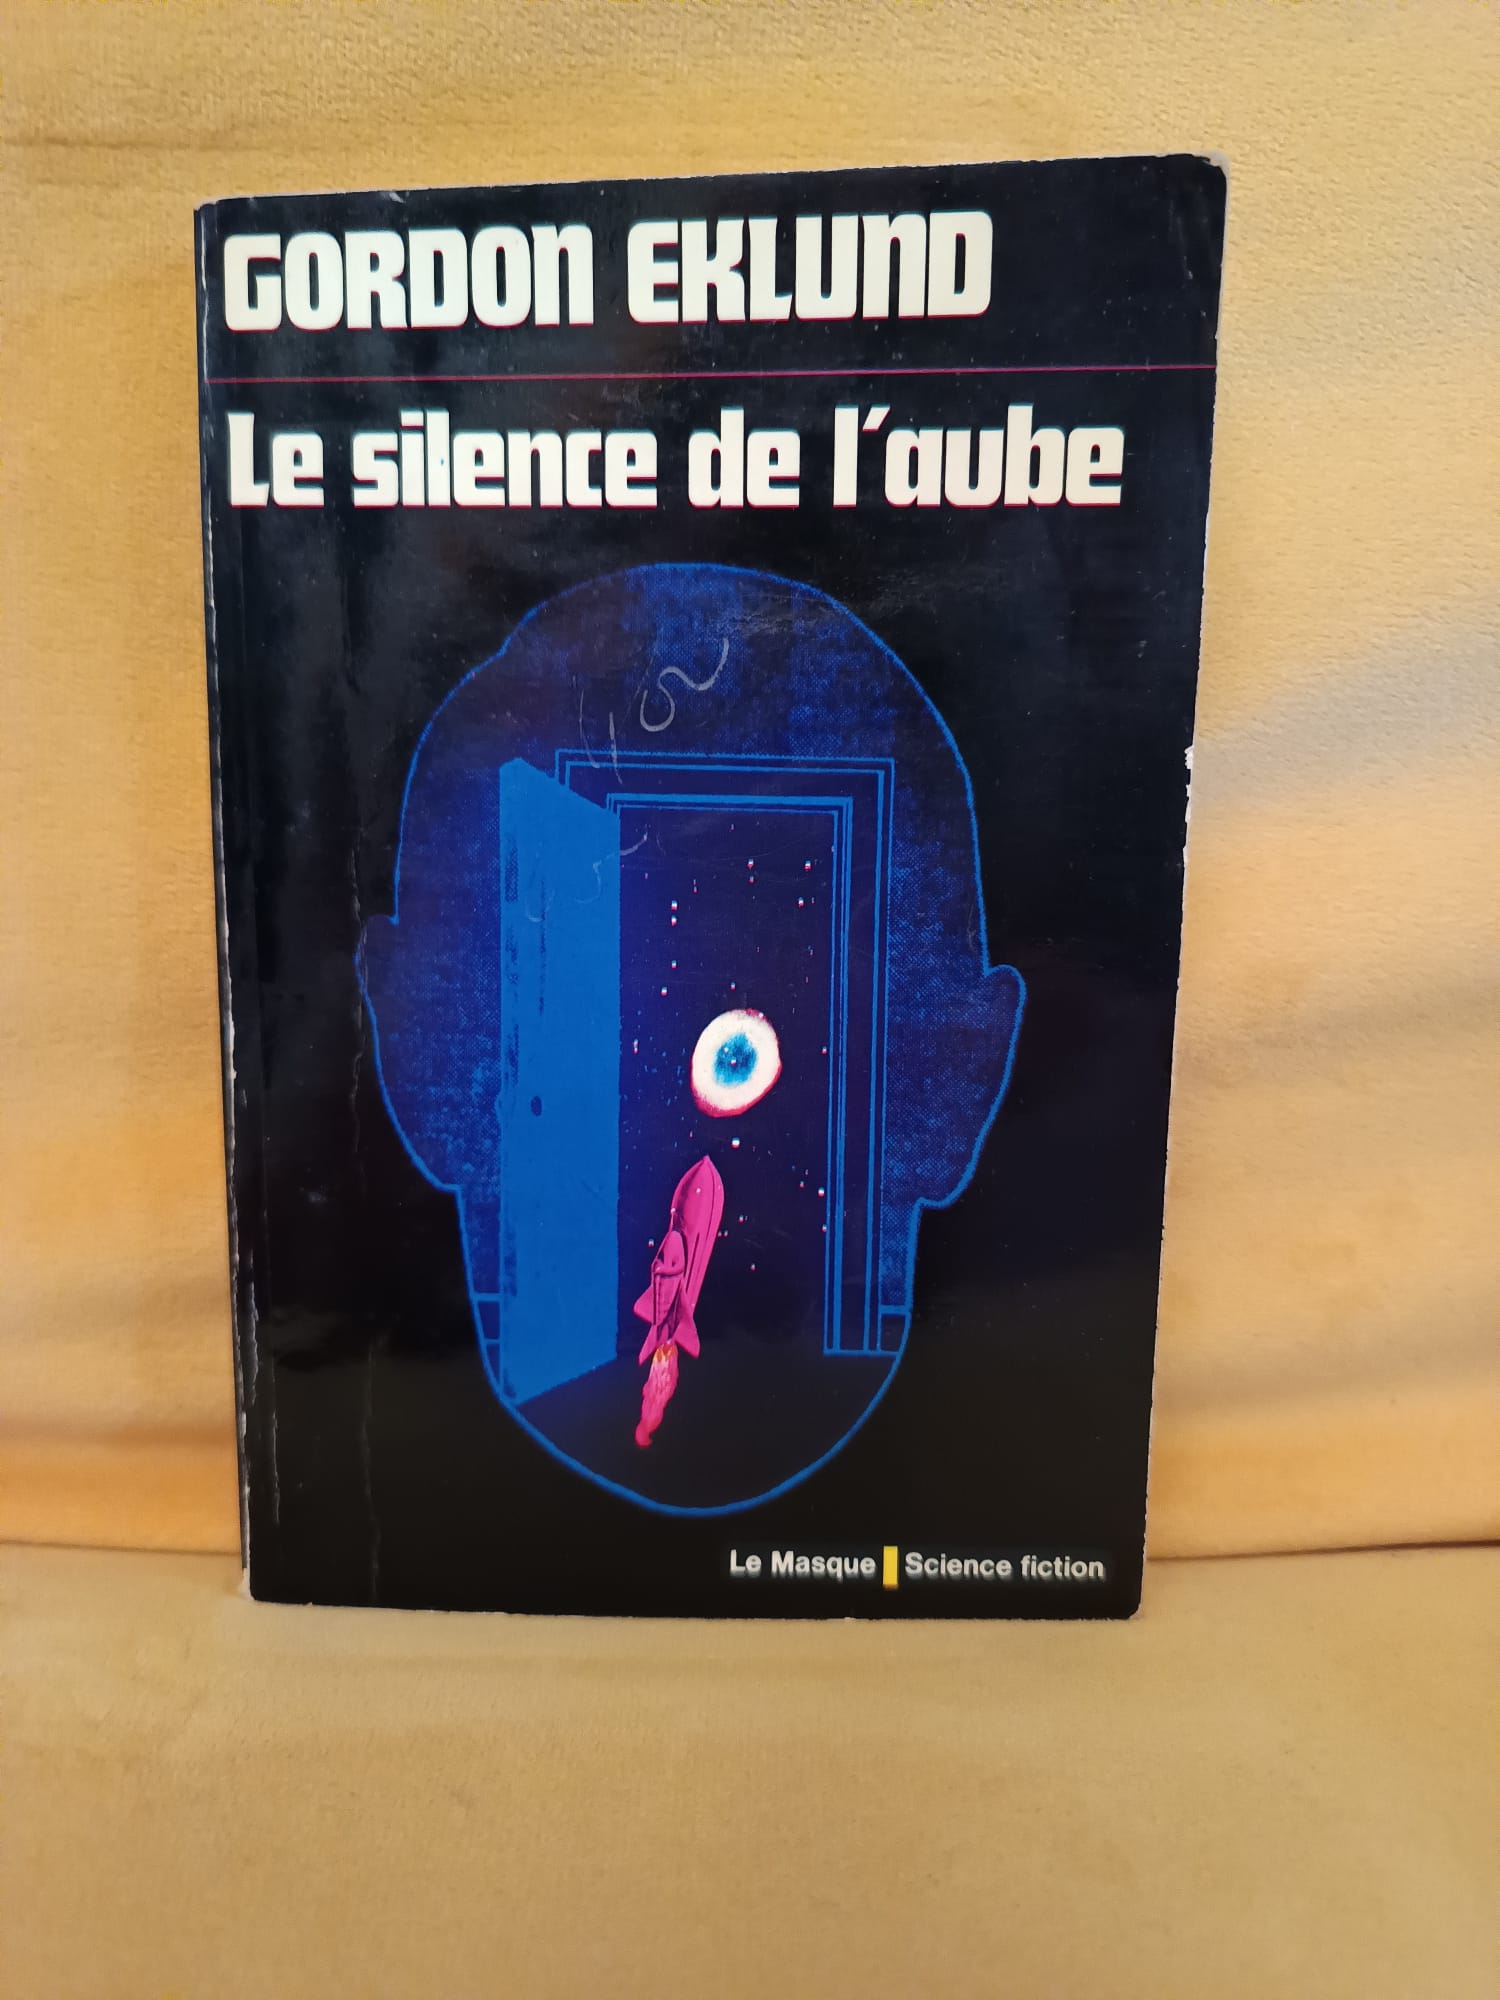 GORDON EKLUND
Le silence de l'aube
Le Masque Science fiction